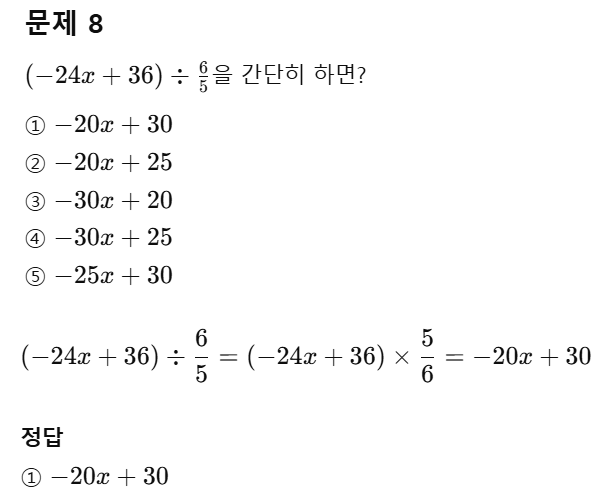 문제 8
(−24x + 36) ÷ 6/5을 간단히 하면?
① −20x + 30
② −20x + 25
③ −30x + 20
④ −30x + 25
⑤ −25x + 30
(−24x + 36) ÷ 6/5 = (−24x + 36) × 5/6 = −20x + 30
정답
① −20x + 30